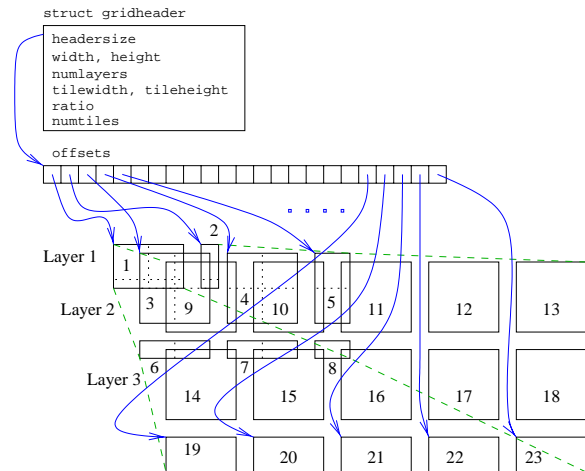 struct gridheader
headersize
width, height
numlayers
tilewidth, tileheight
ratio
numtiles
offsets
2
Layer 1
1
3
9
4
10
5
11
12
13
Layer 2
6
7
8
Layer 3
14
15
16
17
18
19
20
21
22
23